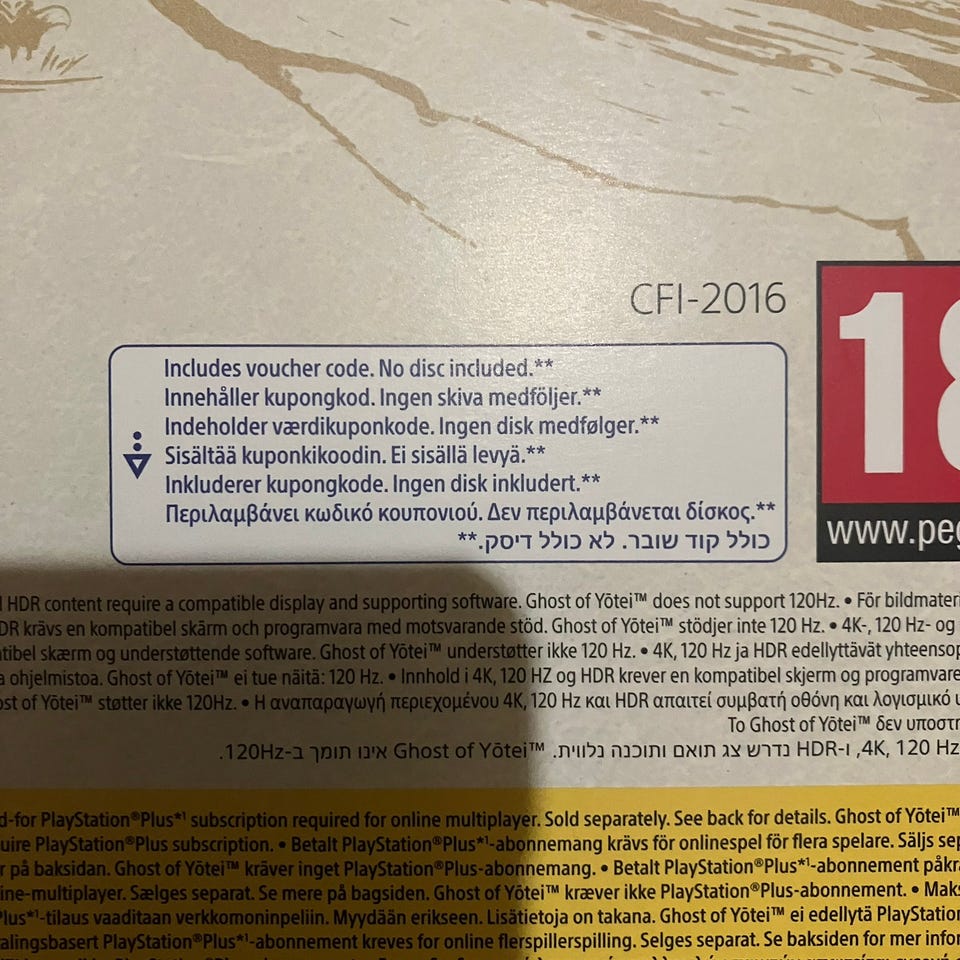 CFI-2016
18
www.peg
Includes voucher code. No disc included.**
Innehåller kupongkod. Ingen skiva medföljer.**
Indeholder værdikuponkode. Ingen disk medfølger.**
Sisältää kuponkikoodin. Ei sisällä levyä.**
Inkluderer kupongkode. Ingen disk inkludert.**
Περιλαμβάνει κωδικό κουπονιού. Δεν περιλαμβάνεται δίσκος.**
כולל קוד שובר. לא כולל דיסק.**
HDR content require a compatible display and supporting software. Ghost of Yōtei™ does not support 120Hz. • För bildmateri
DR krävs en kompatibel skärm och programvara med motsvarande stöd. Ghost of Yōtei™ stödjer inte 120 Hz. • 4K-, 120 Hz- og
tibel skærm og understøttende software. Ghost of Yōtei™ understøtter ikke 120 Hz. • 4K, 120 Hz ja HDR edellyttävät yhteensop
a ohjelmistoa. Ghost of Yōtei™ ei tue näitä: 120 Hz. • Innhold i 4K, 120 HZ og HDR krever en kompatibel skjerm og programvare
st of Yōtei™ støtter ikke 120Hz. • Η αναπαραγωγή περιεχομένου 4K, 120 Hz και HDR απαιτεί συμβατή οθόνη και λογισμικό
Το Ghost of Yōtei™ δεν υποστη
4K, 120 Hz, ו-HDR נדרש צג תואם ותוכנה נלווית. Ghost of Yōtei™ אינו תומך ב-120Hz.
d-for PlayStation®Plus*¹ subscription required for online multiplayer. Sold separately. See back for details. Ghost of Yōtei™
uire PlayStation®Plus subscription. • Betalt PlayStation®Plus*¹-abonnemang krävs för onlinespel för flera spelare. Säljs sep
r på baksidan. Ghost of Yōtei™ kräver inget PlayStation®Plus-abonnemang. • Betalt PlayStation®Plus*¹-abonnement påkr
ine-multiplayer. Sælges separat. Se mere på bagsiden. Ghost of Yōtei™ kræver ikke PlayStation®Plus-abonnement. • Maks
Plus*¹-tilaus vaaditaan verkkomoninpeliin. Myydään erikseen. Lisätietoja on takana. Ghost of Yōtei™ ei edellytä PlayStation
alingsbasert PlayStation®Plus*¹-abonnement kreves for online flerspillerspilling. Selges separat. Se baksiden for mer infor